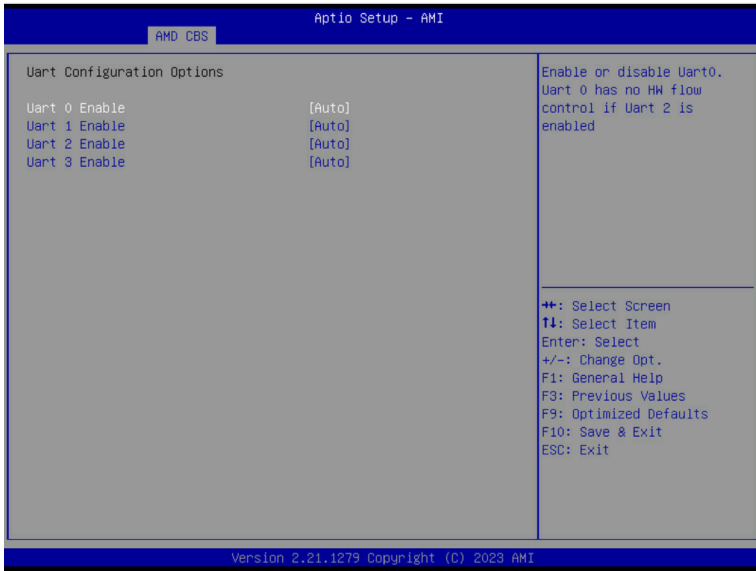 Aptio Setup – AMI
AMD CBS
Uart Configuration Options
Uart 0 Enable [Auto]
Uart 1 Enable [Auto]
Uart 2 Enable [Auto]
Uart 3 Enable [Auto]
Enable or disable Uart0.
Uart 0 has no HW flow
control if Uart 2 is
enabled
→←: Select Screen
↑↓: Select Item
Enter: Select
+/-: Change Opt.
F1: General Help
F3: Previous Values
F9: Optimized Defaults
F10: Save & Exit
ESC: Exit
Version 2.21.1279 Copyright (C) 2023 AMI